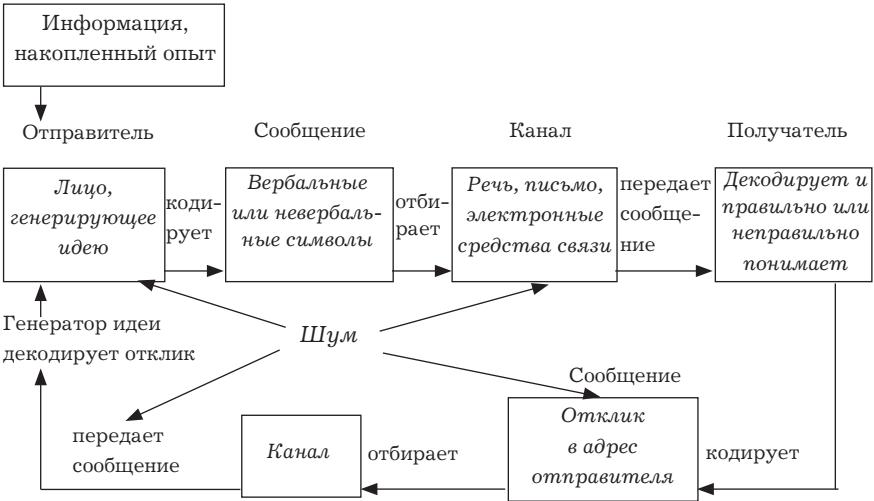 Информация,
накопленный опыт
Отправитель
Сообщение
Канал
Получатель
Лицо,
генерирующее
идею
коди-
рует
Вербальные
или невербаль-
ные символы
отби-
рает
Речь, письмо,
электронные
средства связи
передает
сообще-
ние
Декодирует и
правильно или
неправильно
понимает
Генератор идеи
декодирует отклик
Шум
Сообщение
передает
сообщение
Канал
отбирает
Отклик
в адрес
отправителя
кодирует